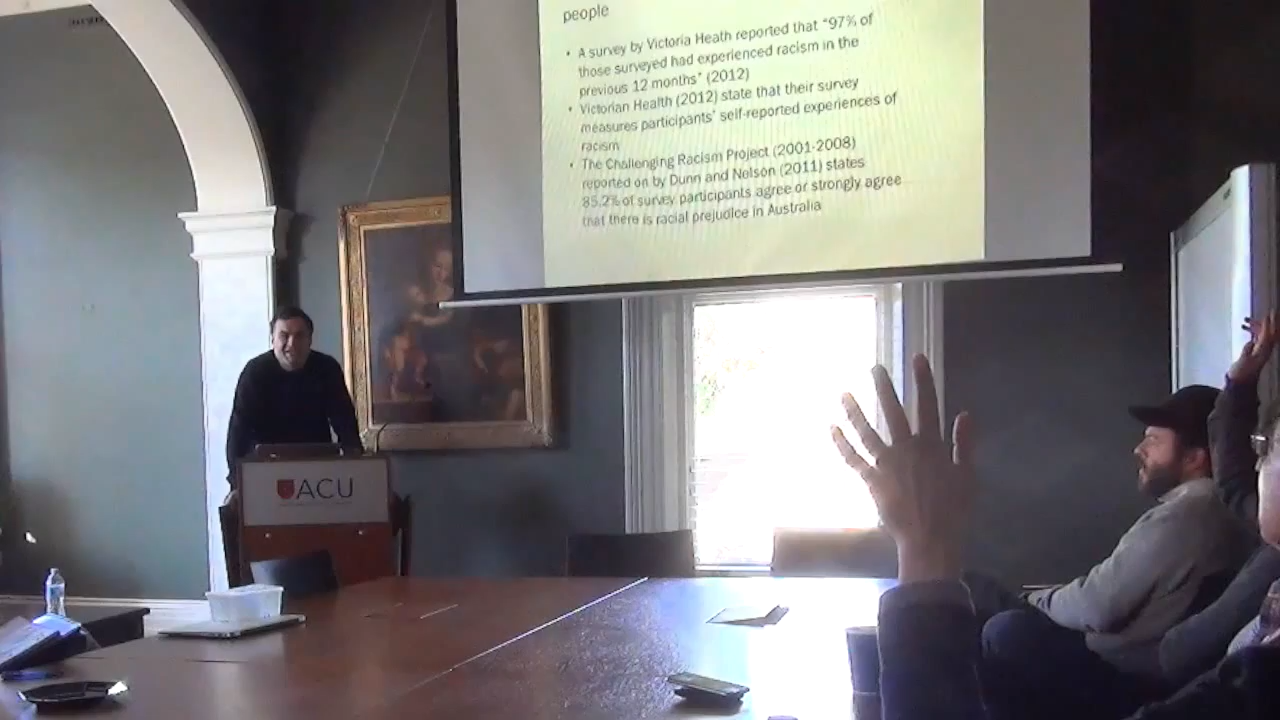 people
• A survey by Victoria Heath reported that "97% of
those surveyed had experienced racism in the
previous 12 months" (2012)
• Victorian Health (2012) state that their survey
measures participants' self-reported experiences of
racism
• The Challenging Racism Project (2001-2008)
reported on by Dunn and Nelson (2011) states
85.2% of survey participants agree or strongly agree
that there is racial prejudice in Australia
ACU